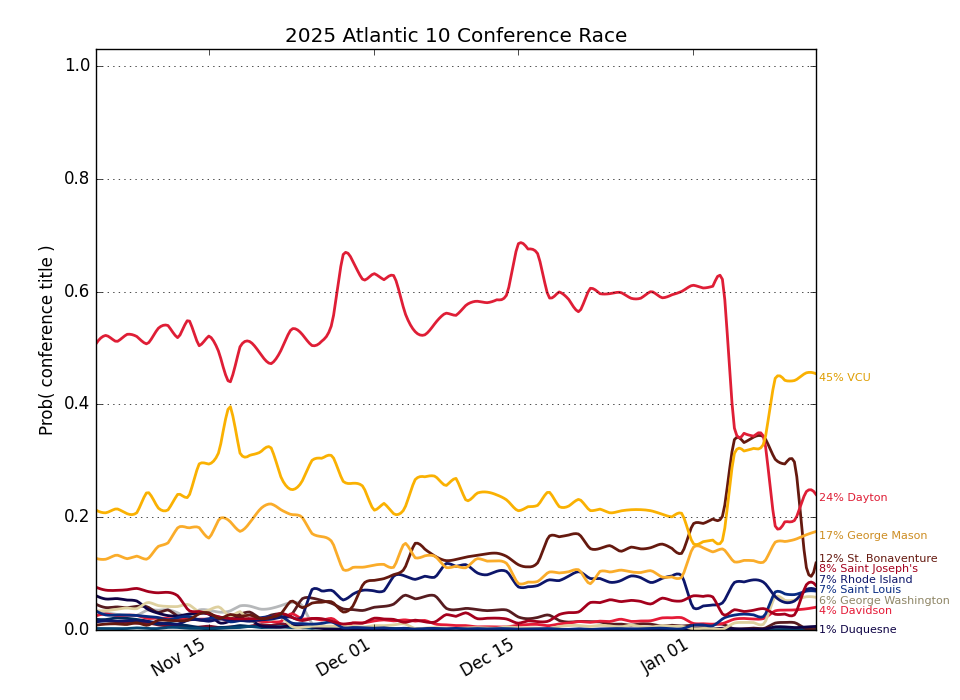 2025 Atlantic 10 Conference Race
Prob( conference title )
1.0
0.8
0.6
0.4
0.2
0.0
Nov 15
Dec 01
Dec 15
Jan 01
45% VCU
24% Dayton
17% George Mason
12% St. Bonaventure
8% Saint Joseph's
7% Rhode Island
7% Saint Louis
6% George Washington
4% Davidson
1% Duquesne